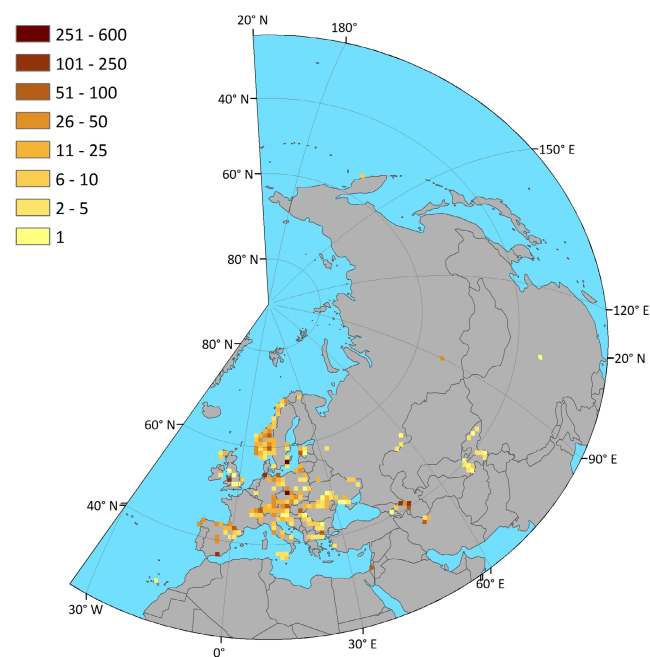 251 - 600
101 - 250
51 - 100
26 - 50
11 - 25
6 - 10
2 - 5
1
20° N
180°
40° N
150° E
60° N
80° N
120° E
80° N
20° N
60° N
90° E
40° N
60° E
30° W
30° E
0°